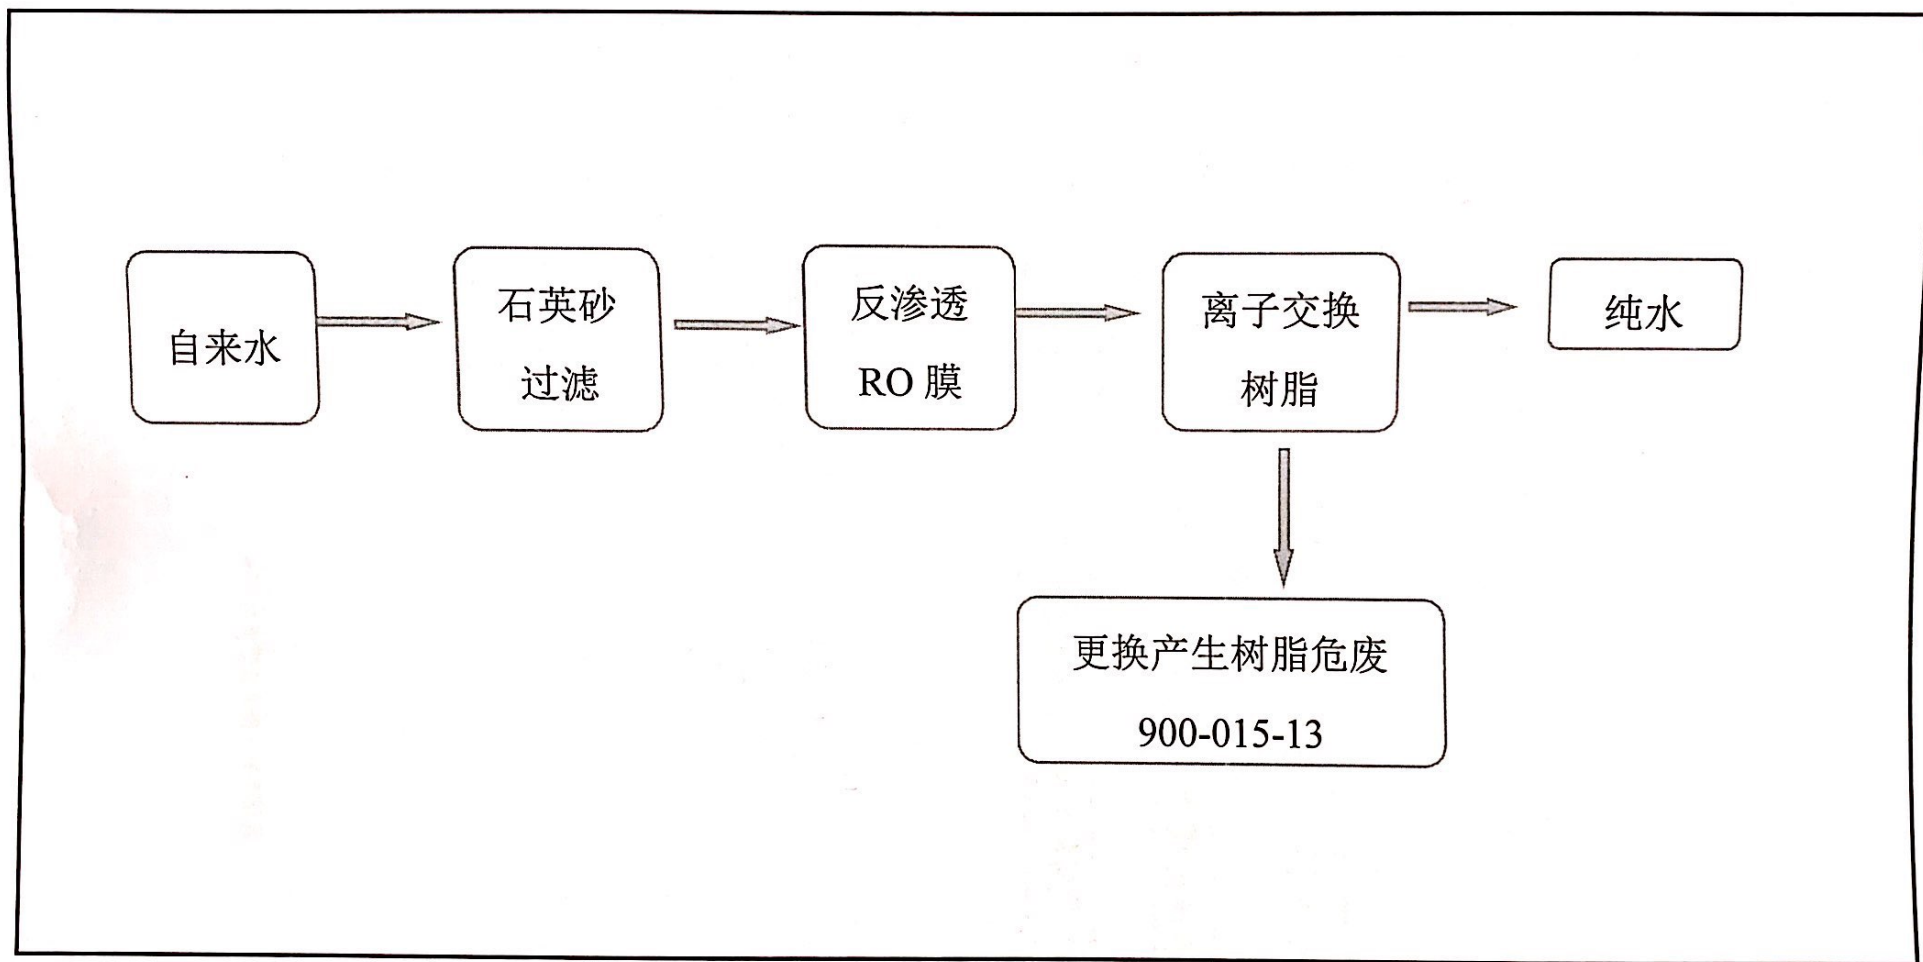 自来水
石英砂
过滤
反渗透
RO 膜
离子交换
树脂
纯水
更换产生树脂危废
900-015-13